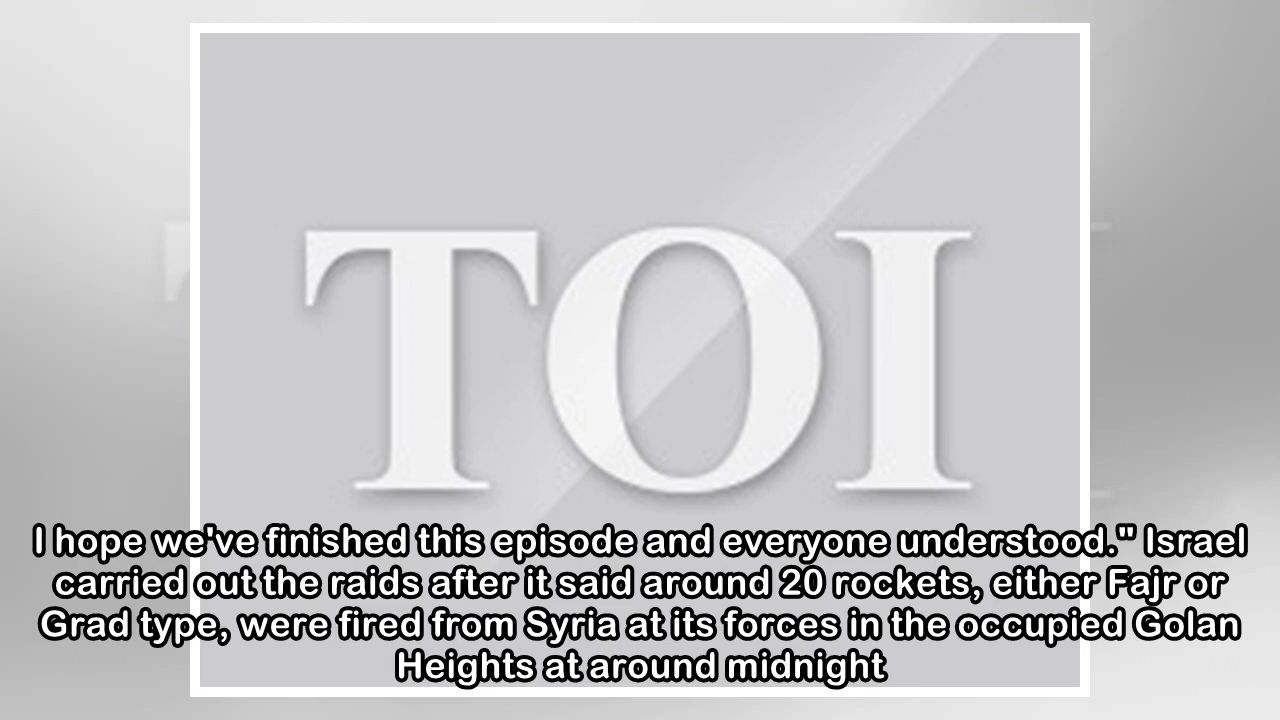 TOI
I hope we've finished this episode and everyone understood." Israel
carried out the raids after it said around 20 rockets, either Fajr or
Grad type, were fired from Syria at its forces in the occupied Golan
Heights at around midnight